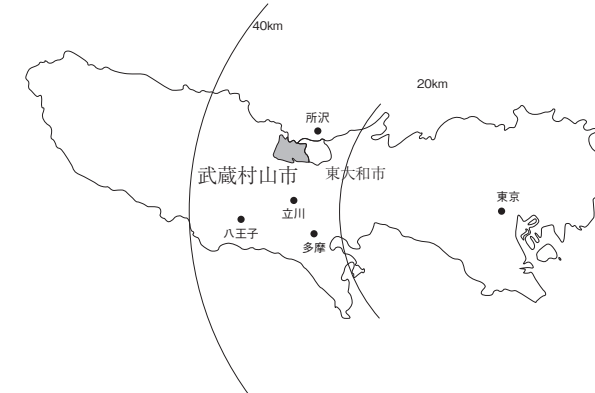 40km
20km
所沢
武蔵村山市
東大和市
東京
立川
八王子
多摩